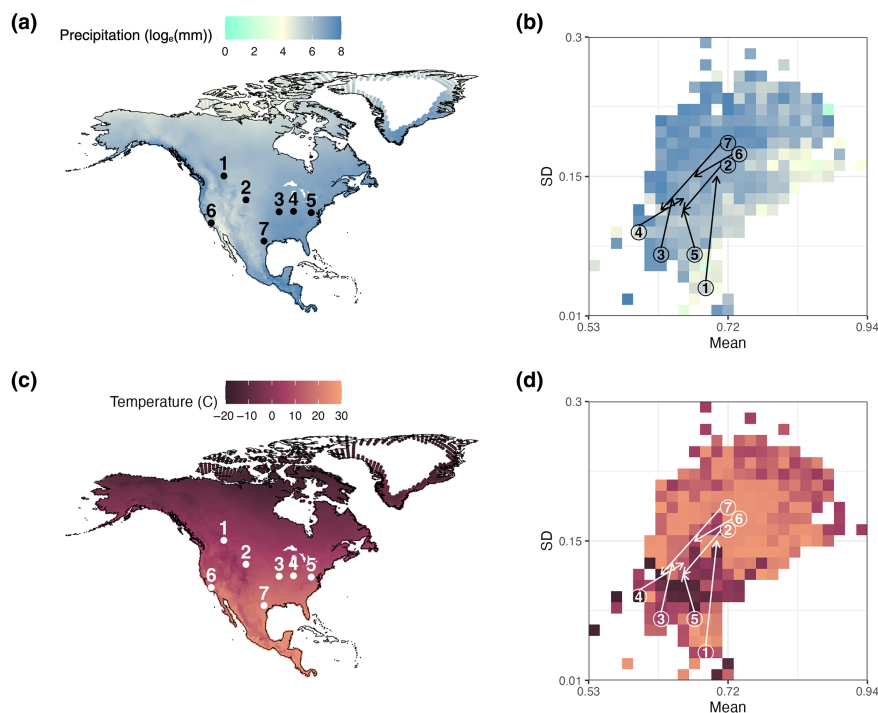 (a)
Precipitation (logₑ(mm))
0 2 4 6 8
1
2
3 4 5
6
7
(b)
0.3
SD
0.15
0.01
7
6
2
4
3
5
1
0.53 0.72 0.94
Mean
(c)
Temperature (C)
−20 −10 0 10 20 30
1
2
3 4 5
6
7
(d)
0.3
SD
0.15
0.01
7
6
2
4
3
5
1
0.53 0.72 0.94
Mean